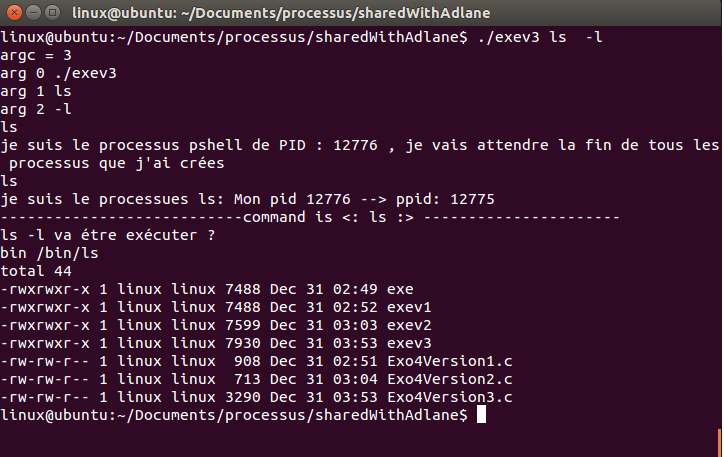 linux@ubuntu: ~/Documents/processus/sharedWithAdlane
linux@ubuntu:~/Documents/processus/sharedWithAdlane$ ./exev3 ls  -l
argc = 3
arg 0 ./exev3
arg 1 ls
arg 2 -l
ls
je suis le processus pshell de PID : 12776 , je vais attendre la fin de tous les
 processus que j'ai crées
ls
je suis le processues ls: Mon pid 12776 --> ppid: 12775
---------------------------command is <: ls :> ----------------------
ls -l va étre exécuter ?
bin /bin/ls
total 44
-rwxrwxr-x 1 linux linux 7488 Dec 31 02:49 exe
-rwxrwxr-x 1 linux linux 7488 Dec 31 02:52 exev1
-rwxrwxr-x 1 linux linux 7599 Dec 31 03:03 exev2
-rwxrwxr-x 1 linux linux 7930 Dec 31 03:53 exev3
-rw-rw-r-- 1 linux linux  908 Dec 31 02:51 Exo4Version1.c
-rw-rw-r-- 1 linux linux  713 Dec 31 03:04 Exo4Version2.c
-rw-rw-r-- 1 linux linux 3290 Dec 31 03:53 Exo4Version3.c
linux@ubuntu:~/Documents/processus/sharedWithAdlane$